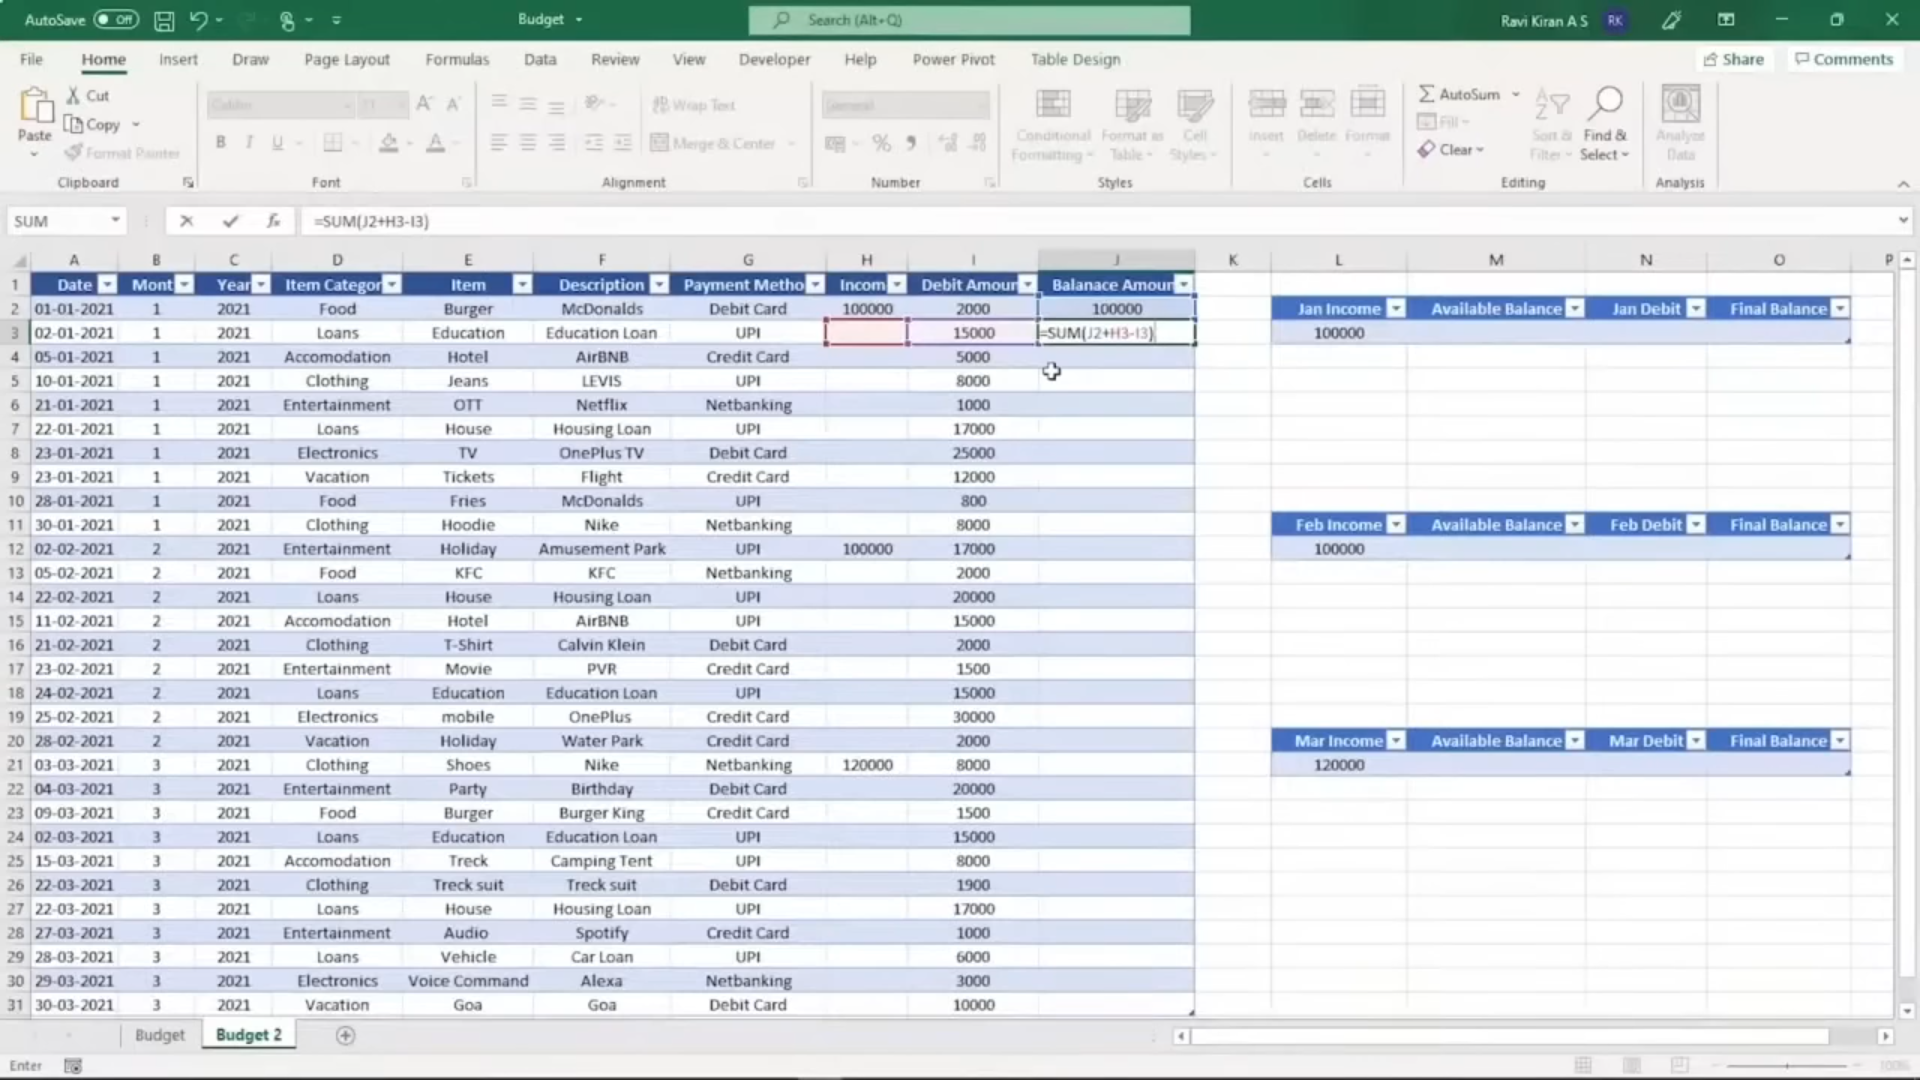 AutoSave Off Budget Search (Alt+Q) Ravi Kiran A S RK
File Home Insert Draw Page Layout Formulas Data Review View Developer Help Power Pivot Table Design Share Comments
Paste Cut Copy Format Painter
Calibri 11 A A B I U A
Wrap Text Merge & Center
General %
Conditional Formatting Format as Table Cell Styles
Insert Delete Format
AutoSum Fill Clear Sort & Filter Find & Select
Analyze Data
Clipboard Font Alignment Number Styles Cells Editing Analysis
SUM fx =SUM(J2+H3-I3)
A B C D E F G H I J K L M N O P
1 Date Mont Year Item Categor Item Description Payment Metho Incom Debit Amour Balanace Amour
2 01-01-2021 1 2021 Food Burger McDonalds Debit Card 100000 2000 100000 Jan Income Available Balance Jan Debit Final Balance
3 02-01-2021 1 2021 Loans Education Education Loan UPI 15000 =SUM(J2+H3-I3) 100000
4 05-01-2021 1 2021 Accomodation Hotel AirBNB Credit Card 5000
5 10-01-2021 1 2021 Clothing Jeans LEVIS UPI 8000
6 21-01-2021 1 2021 Entertainment OTT Netflix Netbanking 1000
7 22-01-2021 1 2021 Loans House Housing Loan UPI 17000
8 23-01-2021 1 2021 Electronics TV OnePlus TV Debit Card 25000
9 23-01-2021 1 2021 Vacation Tickets Flight Credit Card 12000
10 28-01-2021 1 2021 Food Fries McDonalds UPI 800
11 30-01-2021 1 2021 Clothing Hoodie Nike Netbanking 8000 Feb Income Available Balance Feb Debit Final Balance
12 02-02-2021 2 2021 Entertainment Holiday Amusement Park UPI 100000 17000 100000
13 05-02-2021 2 2021 Food KFC KFC Netbanking 2000
14 22-02-2021 2 2021 Loans House Housing Loan UPI 20000
15 11-02-2021 2 2021 Accomodation Hotel AirBNB UPI 15000
16 21-02-2021 2 2021 Clothing T-Shirt Calvin Klein Debit Card 2000
17 23-02-2021 2 2021 Entertainment Movie PVR Credit Card 1500
18 24-02-2021 2 2021 Loans Education Education Loan UPI 15000
19 25-02-2021 2 2021 Electronics mobile OnePlus Credit Card 30000
20 28-02-2021 2 2021 Vacation Holiday Water Park Credit Card 2000 Mar Income Available Balance Mar Debit Final Balance
21 03-03-2021 3 2021 Clothing Shoes Nike Netbanking 120000 8000 120000
22 04-03-2021 3 2021 Entertainment Party Birthday Debit Card 20000
23 09-03-2021 3 2021 Food Burger Burger King Credit Card 1500
24 02-03-2021 3 2021 Loans Education Education Loan UPI 15000
25 15-03-2021 3 2021 Accomodation Treck Camping Tent UPI 8000
26 22-03-2021 3 2021 Clothing Treck suit Treck suit Debit Card 1900
27 22-03-2021 3 2021 Loans House Housing Loan UPI 17000
28 27-03-2021 3 2021 Entertainment Audio Spotify Credit Card 1000
29 28-03-2021 3 2021 Loans Vehicle Car Loan UPI 6000
30 29-03-2021 3 2021 Electronics Voice Command Alexa Netbanking 3000
31 30-03-2021 3 2021 Vacation Goa Goa Debit Card 10000
Budget Budget 2
Enter 100%